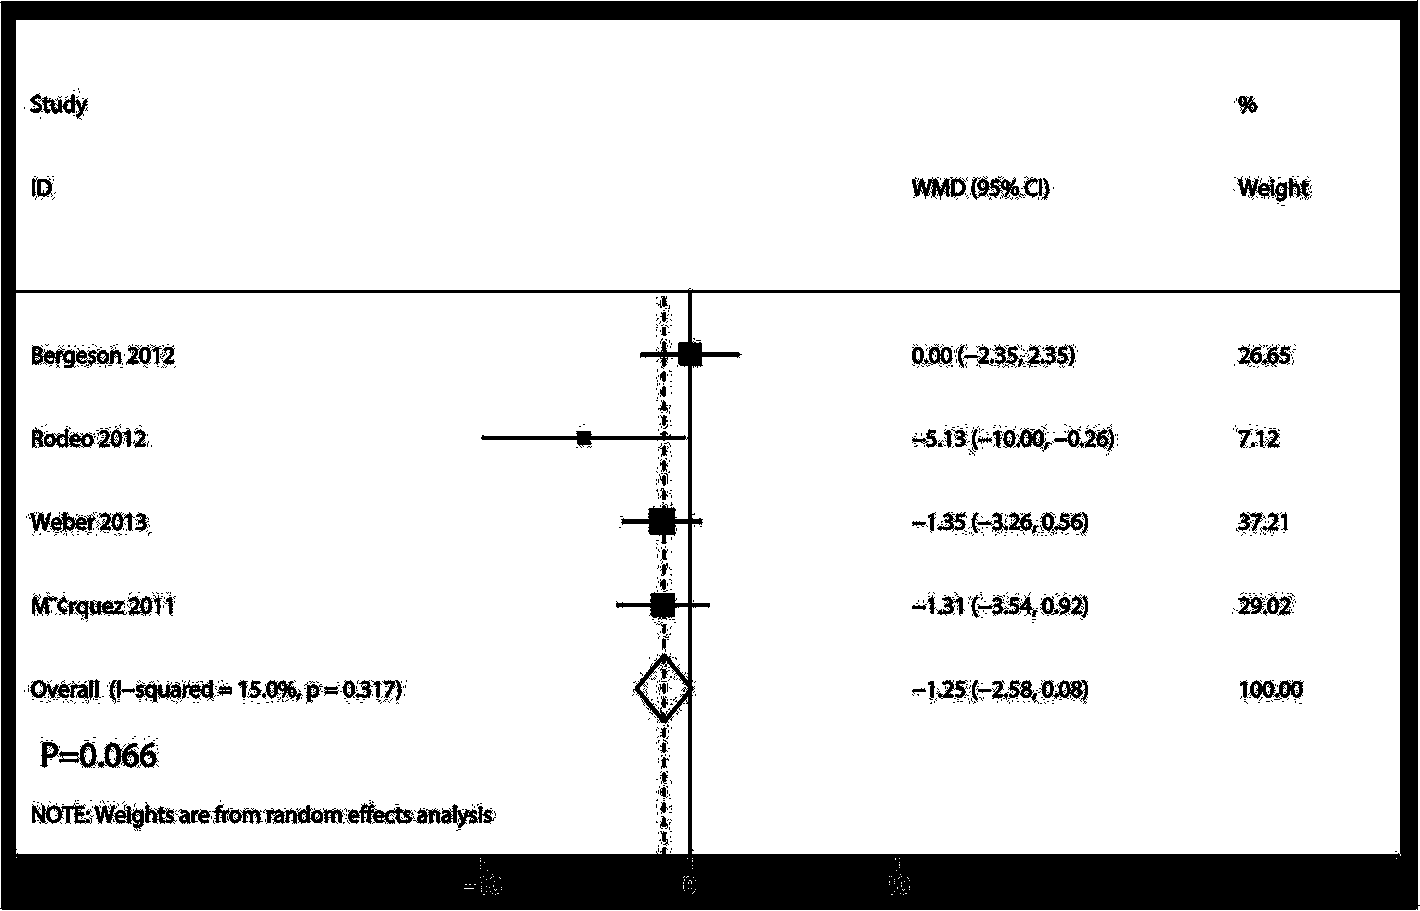 Study %
ID WMD (95% CI) Weight
Bergeson 2012 0.00 (−2.35, 2.35) 26.65
Rodeo 2012 −5.13 (−10.00, −0.26) 7.12
Weber 2013 −1.35 (−3.26, 0.56) 37.21
2011 −1.31 (−3.54, 0.92) 29.02
Overall (I−squared = 15.0%, p = 0.317) −1.25 (−2.58, 0.08) 100.00
P=0.066
NOTE: Weights are from random effects analysis
−10 0 10